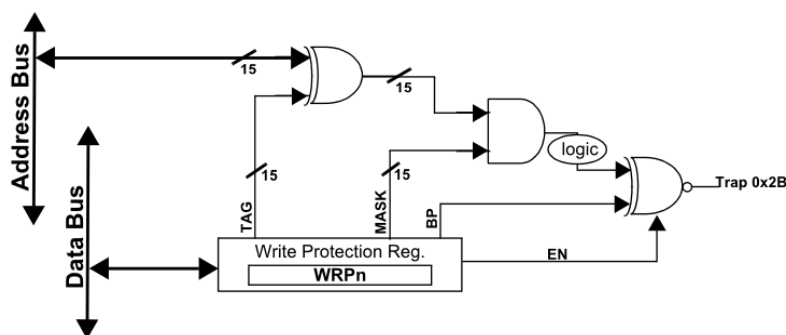 Address Bus
Data Bus
15
15
15
15
TAG
MASK
BP
logic
Trap 0x2B
EN
Write Protection Reg.
WRPn